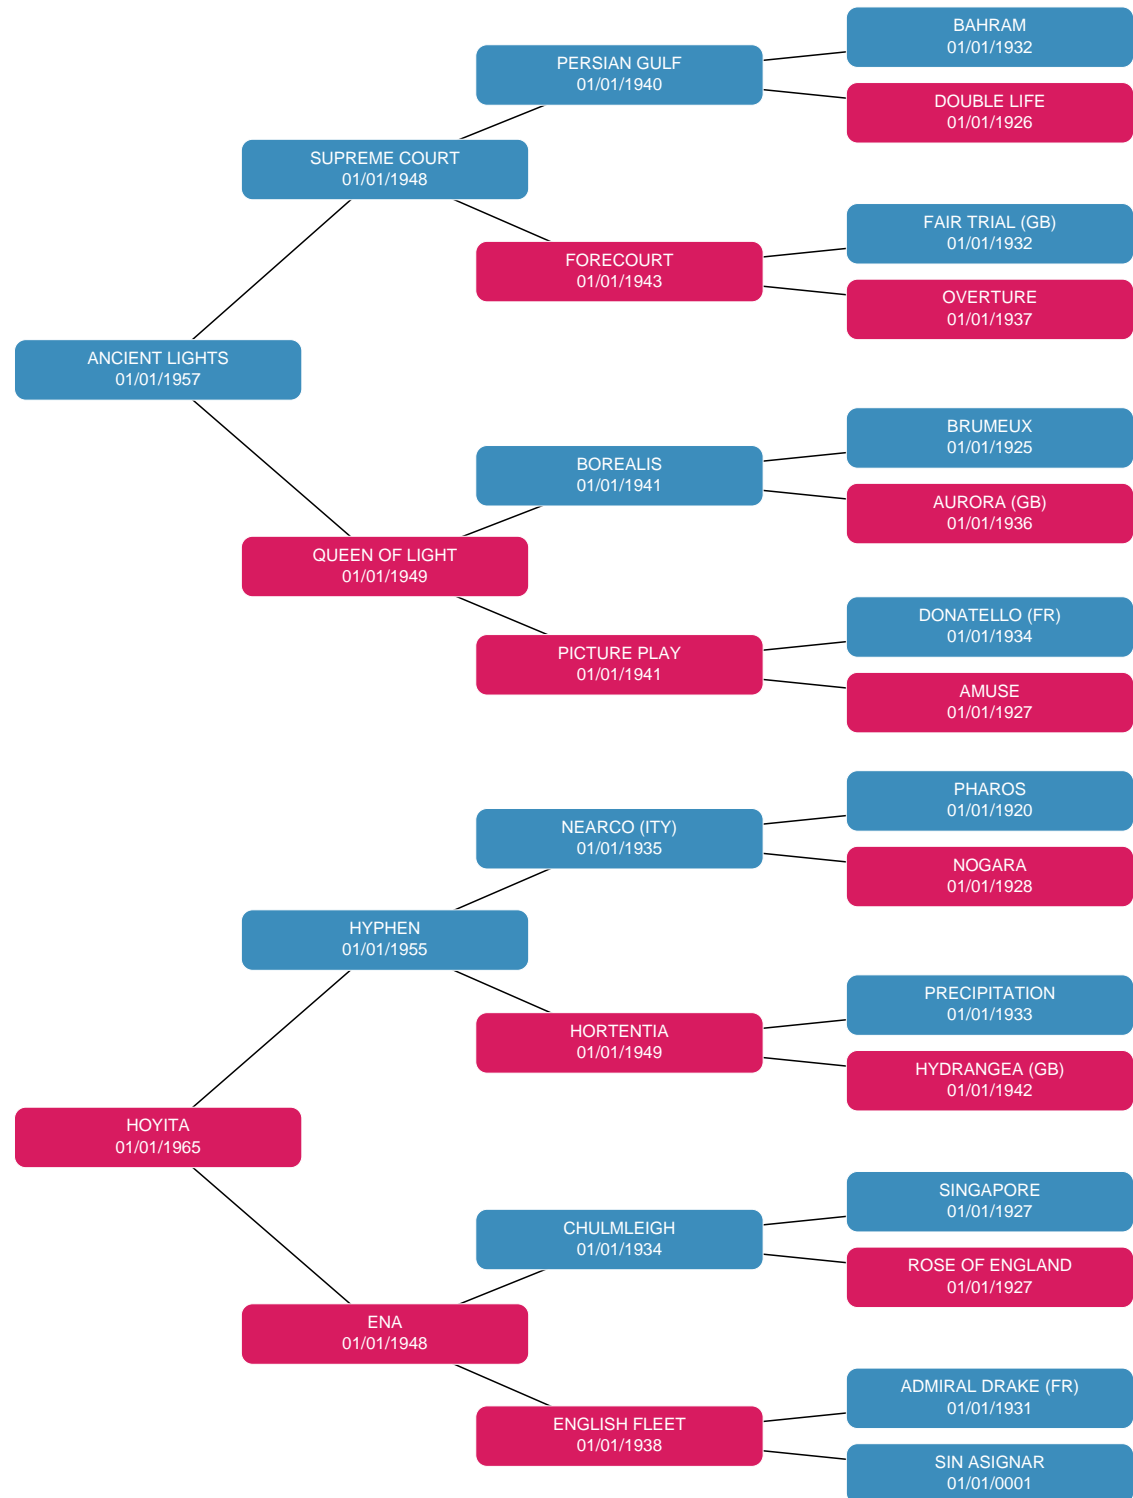 BAHRAM
01/01/1932
PERSIAN GULF
01/01/1940
DOUBLE LIFE
01/01/1926
SUPREME COURT
01/01/1948
FAIR TRIAL (GB)
01/01/1932
FORECOURT
01/01/1943
OVERTURE
01/01/1937
ANCIENT LIGHTS
01/01/1957
BRUMEUX
01/01/1925
BOREALIS
01/01/1941
AURORA (GB)
01/01/1936
QUEEN OF LIGHT
01/01/1949
DONATELLO (FR)
01/01/1934
PICTURE PLAY
01/01/1941
AMUSE
01/01/1927
PHAROS
01/01/1920
NEARCO (ITY)
01/01/1935
NOGARA
01/01/1928
HYPHEN
01/01/1955
PRECIPITATION
01/01/1933
HORTENTIA
01/01/1949
HYDRANGEA (GB)
01/01/1942
HOYITA
01/01/1965
SINGAPORE
01/01/1927
CHULMLEIGH
01/01/1934
ROSE OF ENGLAND
01/01/1927
ENA
01/01/1948
ADMIRAL DRAKE (FR)
01/01/1931
ENGLISH FLEET
01/01/1938
SIN ASIGNAR
01/01/0001